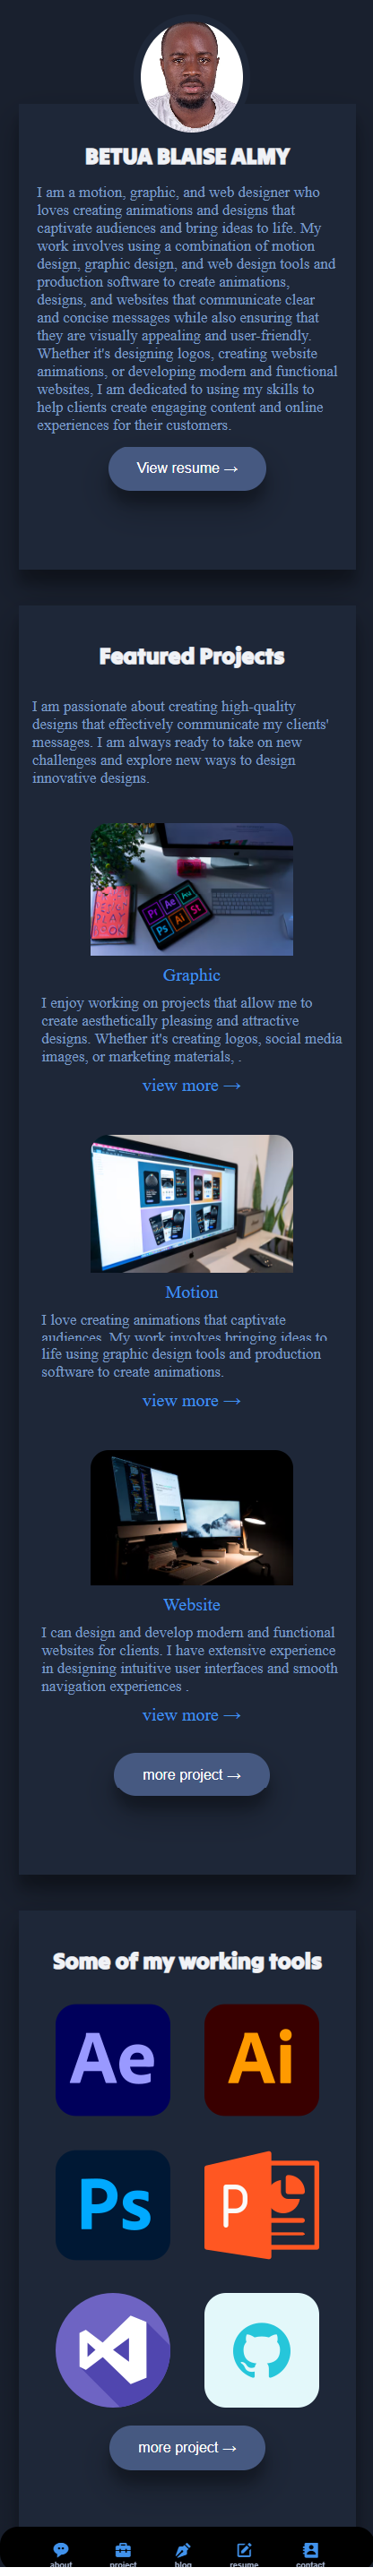 BETUA BLAISE ALMY
I am a motion, graphic, and web designer who
loves creating animations and designs that
captivate audiences and bring ideas to life. My
work involves using a combination of motion
design, graphic design, and web design tools and
production software to create animations,
designs, and websites that communicate clear
and concise messages while also ensuring that
they are visually appealing and user-friendly.
Whether it's designing logos, creating website
animations, or developing modern and functional
websites, I am dedicated to using my skills to
help clients create engaging content and online
experiences for their customers.
View resume →
Featured Projects
I am passionate about creating high-quality
designs that effectively communicate my clients'
messages. I am always ready to take on new
challenges and explore new ways to design
innovative designs.
Pr Ae
Ps Ai St
Graphic
I enjoy working on projects that allow me to
create aesthetically pleasing and attractive
designs. Whether it's creating logos, social media
images, or marketing materials, .
view more →
Motion
I love creating animations that captivate
audiences. My work involves bringing ideas to
life using graphic design tools and production
software to create animations.
view more →
Website
I can design and develop modern and functional
websites for clients. I have extensive experience
in designing intuitive user interfaces and smooth
navigation experiences .
view more →
more project →
Some of my working tools
Ae Ai
Ps P
more project →
about project blog resume contact